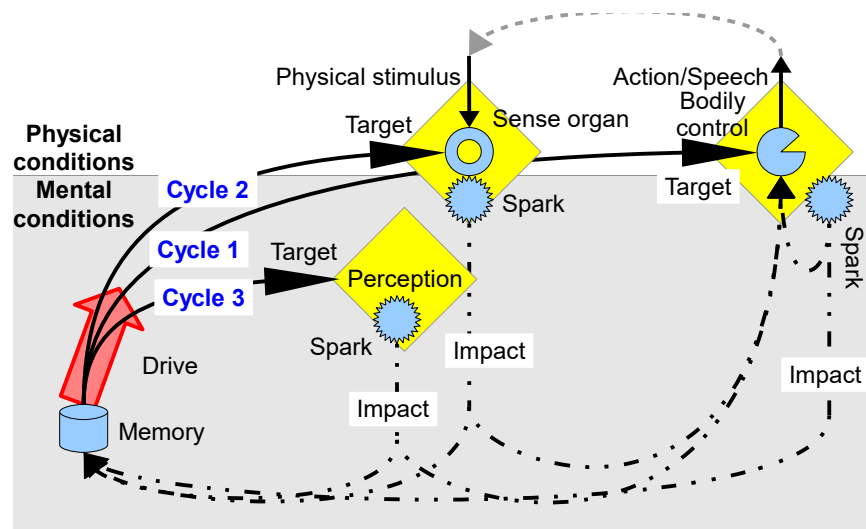 Physical stimulus
Action/Speech
Bodily
control
Sense organ
Target
Physical
conditions
Mental
conditions
Cycle 2
Target
Spark
Spark
Cycle 1
Target
Perception
Cycle 3
Spark
Impact
Drive
Impact
Impact
Memory